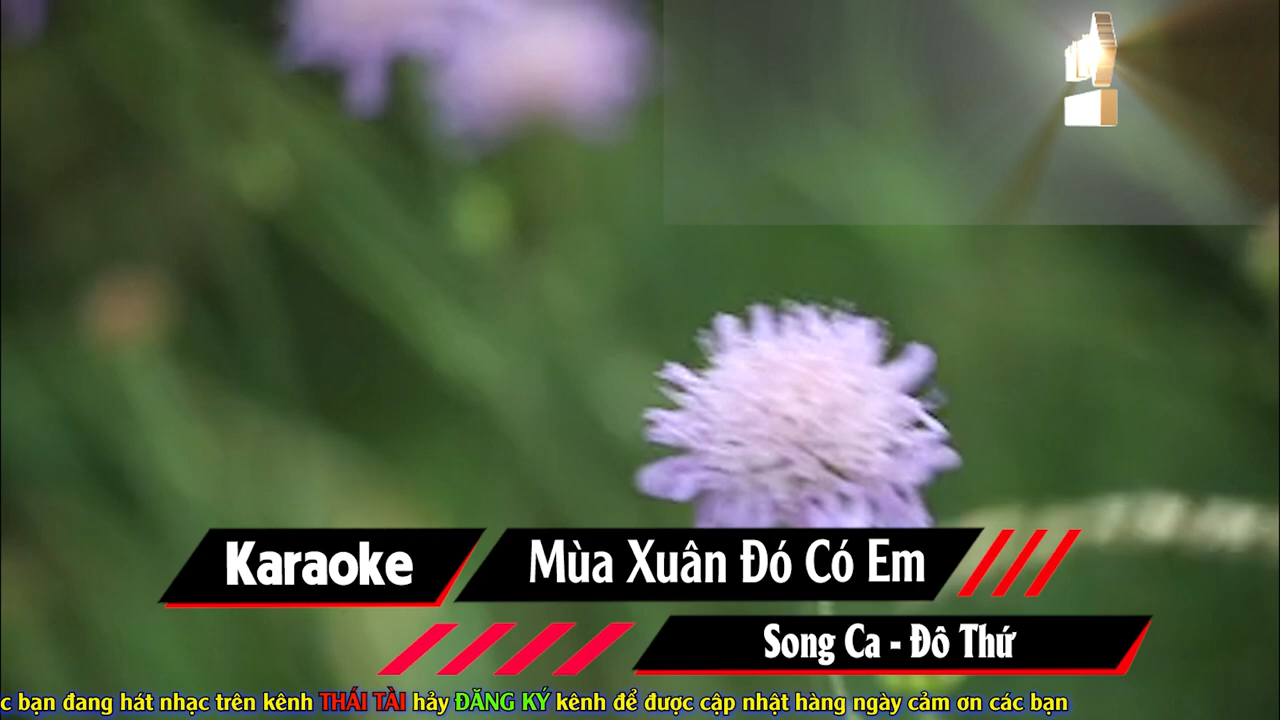 Karaoke
Mùa Xuân Đó Có Em
Song Ca - Đô Thứ
c bạn đang hát nhạc trên kênh THÁI TÀI hảy ĐĂNG KÝ kênh để được cập nhật hàng ngày cảm ơn các bạn